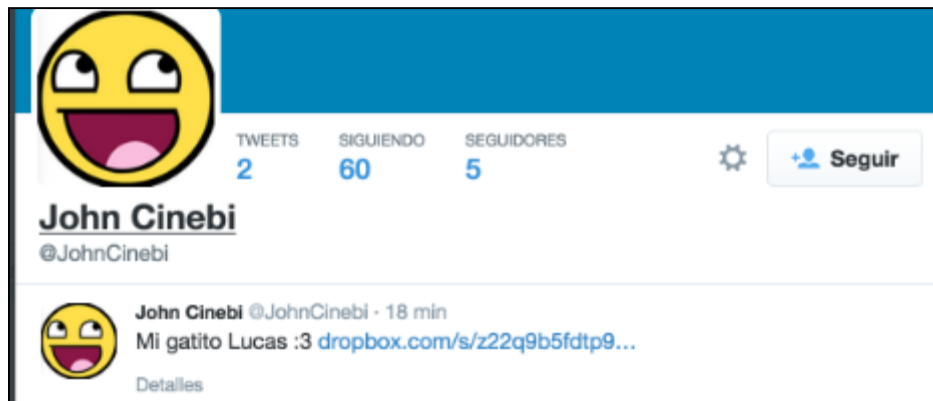 TWEETS SIGUIENDO SEGUIDORES
2 60 5
Seguir
John Cinebi
@JohnCinebi
John Cinebi @JohnCinebi · 18 min
Mi gatito Lucas :3 dropbox.com/s/z22q9b5fdtp9...
Detalles